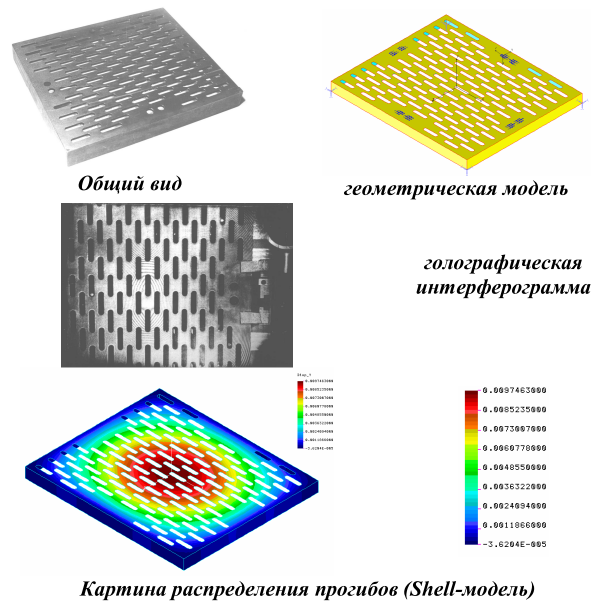 Общий вид
геометрическая модель
голографическая
интерферограмма
0.0097463000
0.0085235000
0.0073007000
0.0060778000
0.0048550000
0.0036322000
0.0024094000
0.0011866000
-3.6204E-005
Картина распределения прогибов (Shell-модель)